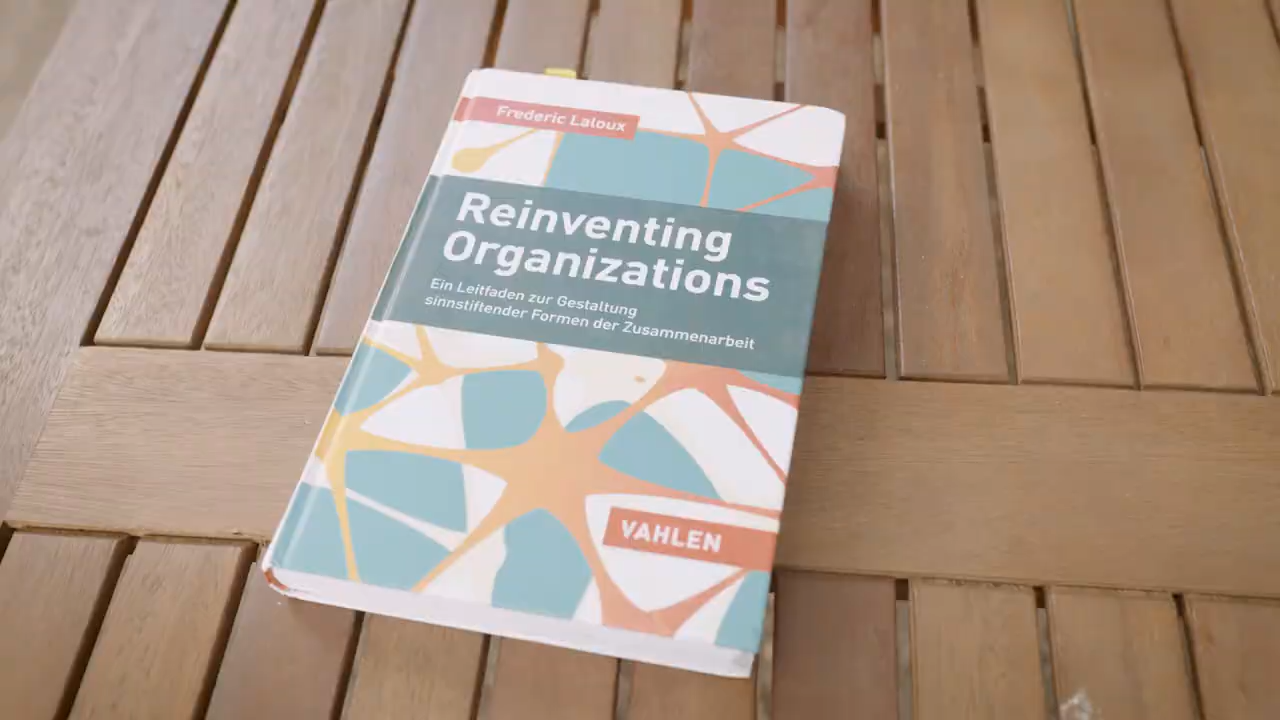 Frederic Laloux
Reinventing
Organizations
Ein Leitfaden zur Gestaltung
sinnstiftender Formen der Zusammenarbeit
VAHLEN